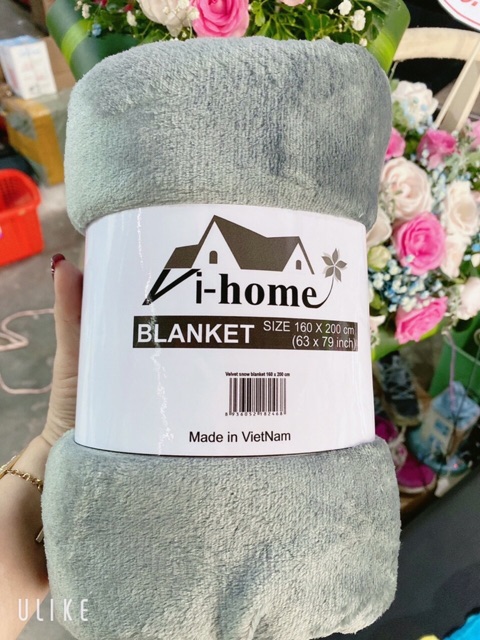 Vi-home
BLANKET
SIZE 160 X 200 cm
(63 x 79 inch)
Velvet snow blanket 160 x 200 cm
Made in VietNam
ULIKE